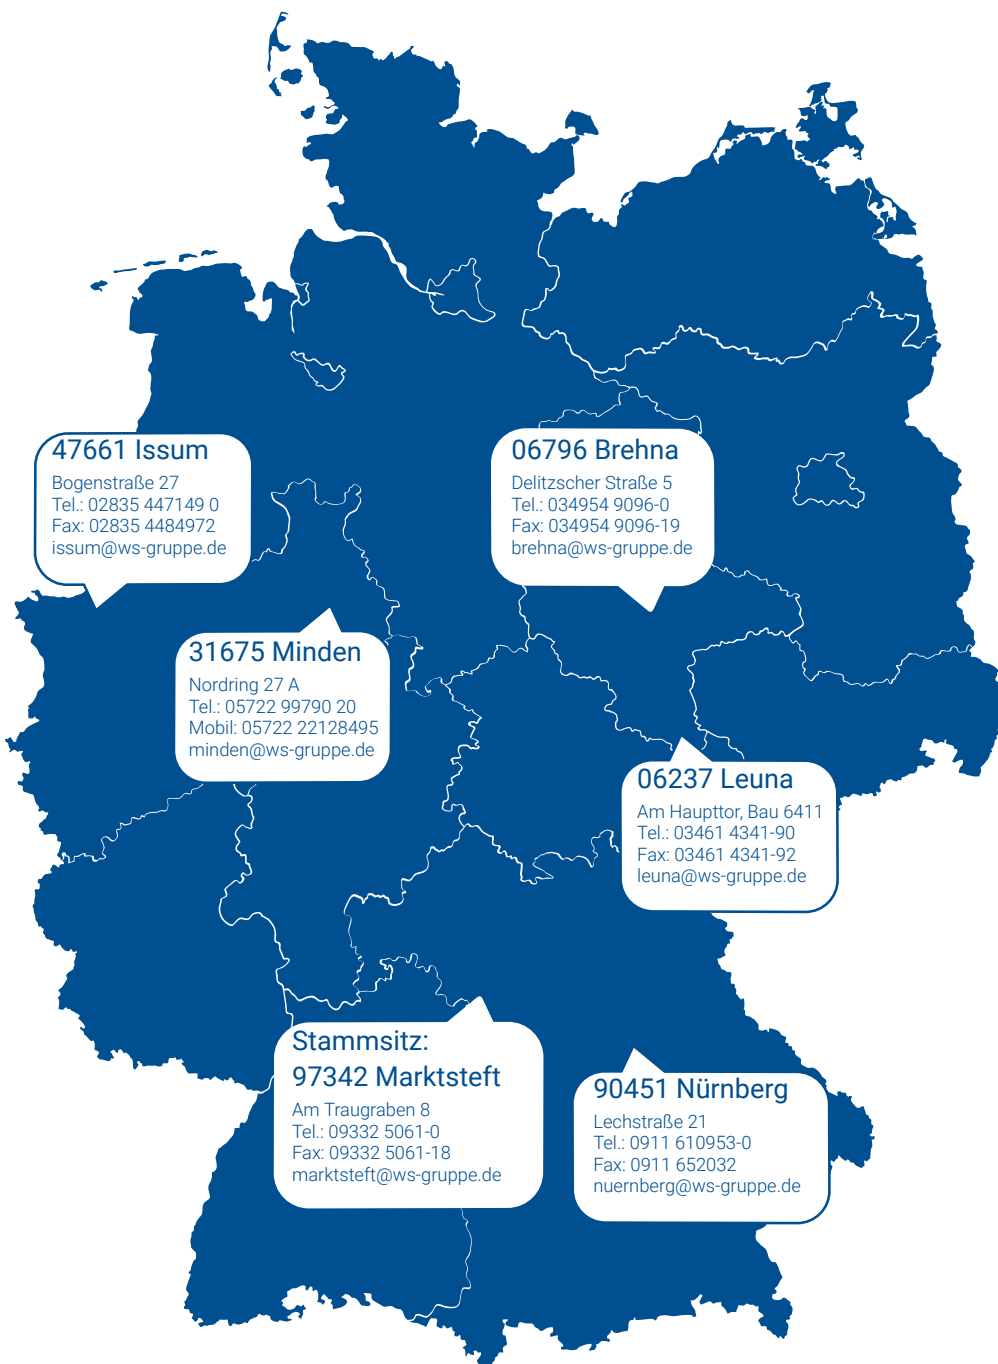 47661 Issum
Bogenstraße 27
Tel.: 02835 447149 0
Fax: 02835 4484972
issum@ws-gruppe.de
06796 Brehna
Delitzscher Straße 5
Tel.: 034954 9096-0
Fax: 034954 9096-19
brehna@ws-gruppe.de
31675 Minden
Nordring 27 A
Tel.: 05722 99790 20
Mobil: 05722 22128495
minden@ws-gruppe.de
06237 Leuna
Am Haupttor, Bau 6411
Tel.: 03461 4341-90
Fax: 03461 4341-92
leuna@ws-gruppe.de
Stammsitz:
97342 Marktsteft
Am Traugraben 8
Tel.: 09332 5061-0
Fax: 09332 5061-18
marktsteft@ws-gruppe.de
90451 Nürnberg
Lechstraße 21
Tel.: 0911 610953-0
Fax: 0911 652032
nuernberg@ws-gruppe.de